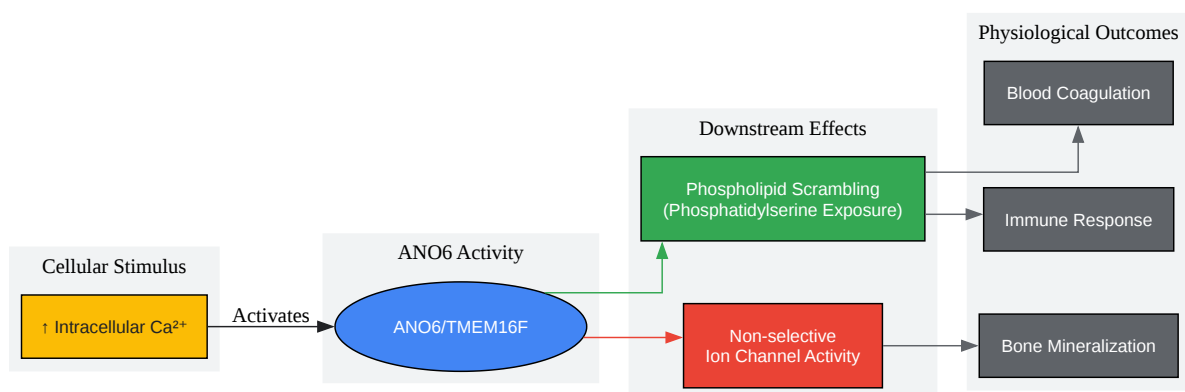 Cellular Stimulus
↑ Intracellular Ca²⁺
Activates
ANO6 Activity
ANO6/TMEM16F
Downstream Effects
Phospholipid Scrambling
(Phosphatidylserine Exposure)
Non-selective
Ion Channel Activity
Physiological Outcomes
Blood Coagulation
Immune Response
Bone Mineralization